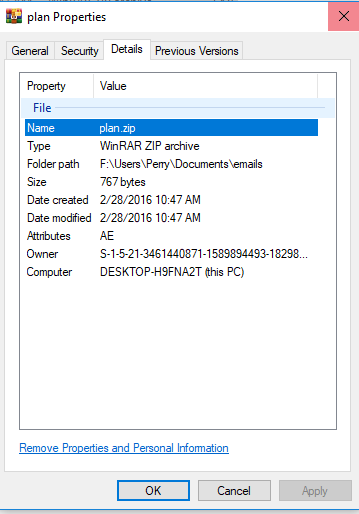 plan Properties
General Security Details Previous Versions
Property Value
File
Name plan.zip
Type WinRAR ZIP archive
Folder path F:\Users\Perry\Documents\emails
Size 767 bytes
Date created 2/28/2016 10:47 AM
Date modified 2/28/2016 10:47 AM
Attributes AE
Owner S-1-5-21-3461440871-1589894493-18298...
Computer DESKTOP-H9FNA2T (this PC)
Remove Properties and Personal Information
OK Cancel Apply